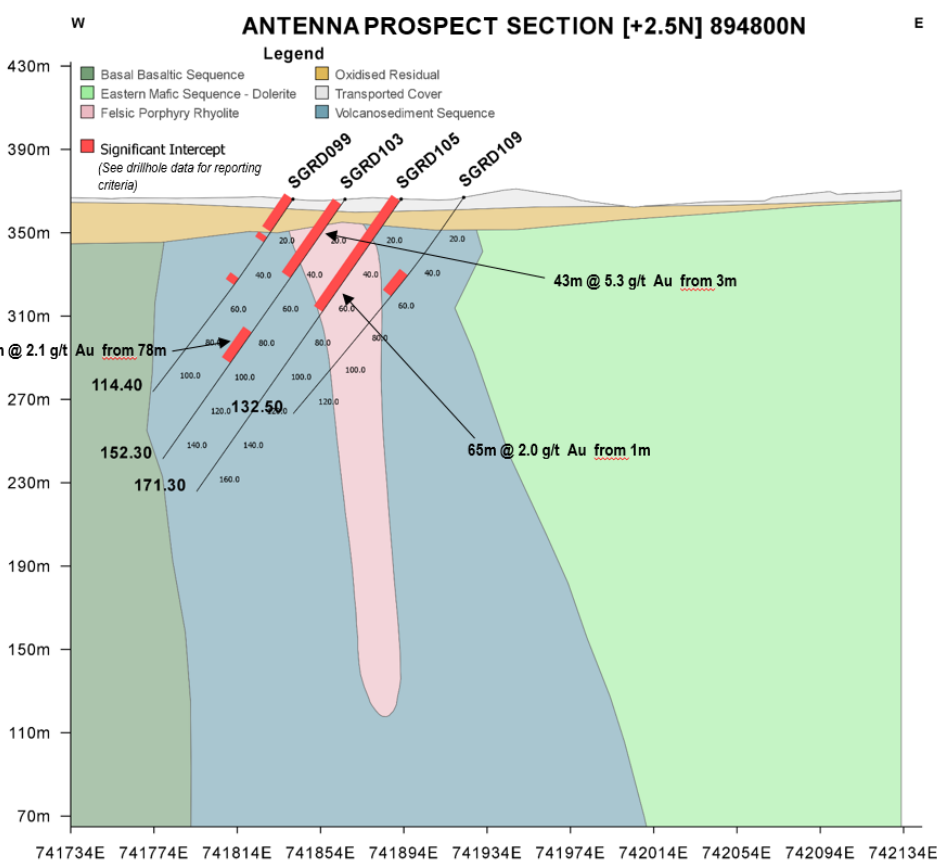 W
ANTENNA PROSPECT SECTION [+2.5N] 894800N
E
Legend
Basal Basaltic Sequence
Oxidised Residual
Eastern Mafic Sequence - Dolerite
Transported Cover
Felsic Porphyry Rhyolite
Volcanosediment Sequence
Significant Intercept
(See drillhole data for reporting
criteria)
430m
390m
350m
310m
270m
230m
190m
150m
110m
70m
SGRD099
SGRD103
SGRD105
SGRD109
20.0
20.0
20.0
20.0
40.0
40.0
40.0
40.0
60.0
60.0
60.0
60.0
80.0
80.0
80.0
80.0
100.0
100.0
100.0
100.0
120.0
120.0
140.0
140.0
160.0
43m @ 5.3 g/t Au from 3m
@ 2.1 g/t Au from 78m
65m @ 2.0 g/t Au from 1m
114.40
132.50
152.30
171.30
741734E
741774E
741814E
741854E
741894E
741934E
741974E
742014E
742054E
742094E
742134E